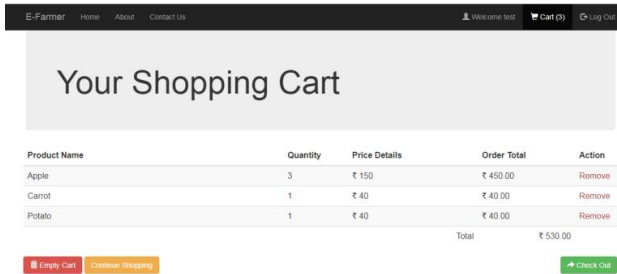 E-Farmer Home About Contact Us Welcome test Cart (3) Log Out
Your Shopping Cart
Product Name Quantity Price Details Order Total Action
Apple 3 ₹ 150 ₹ 450.00 Remove
Carrot 1 ₹ 40 ₹ 40.00 Remove
Potato 1 ₹ 40 ₹ 40.00 Remove
Total ₹ 530.00
Empty Cart Continue Shopping Check Out